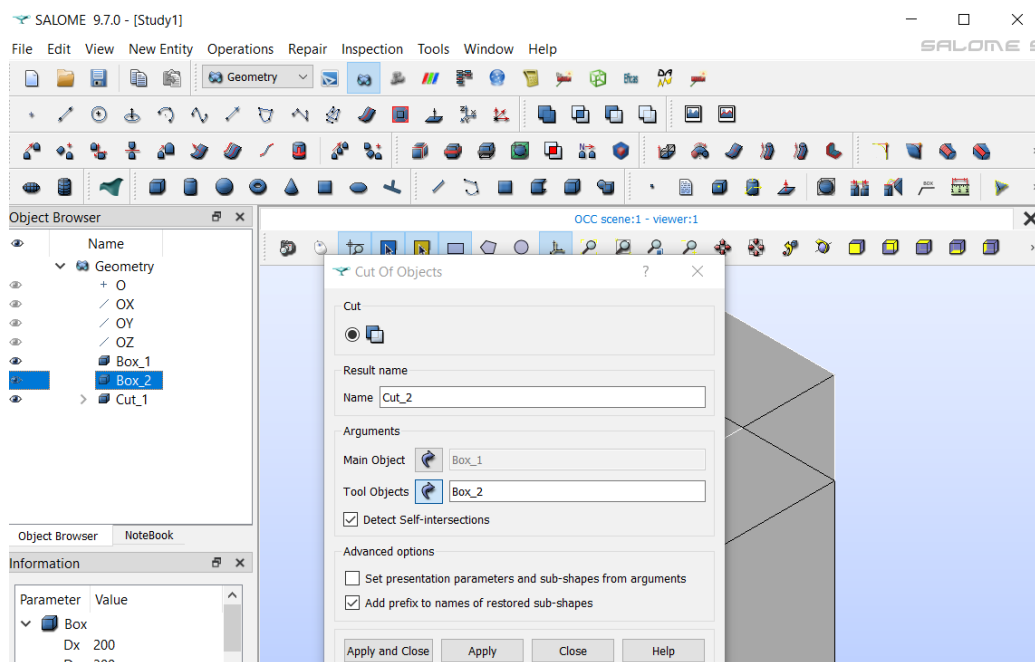 SALOME 9.7.0 - [Study1]
File Edit View New Entity Operations Repair Inspection Tools Window Help
SALOME
Geometry
Object Browser
OCC scene:1 - viewer:1
Name
Geometry
O
OX
OY
OZ
Box_1
Box_2
Cut_1
Cut Of Objects
?
Cut
Result name
Name Cut_2
Arguments
Main Object Box_1
Tool Objects Box_2
Detect Self-intersections
Advanced options
Set presentation parameters and sub-shapes from arguments
Add prefix to names of restored sub-shapes
Apply and Close Apply Close Help
Object Browser NoteBook
Information
Parameter Value
Box
Dx 200